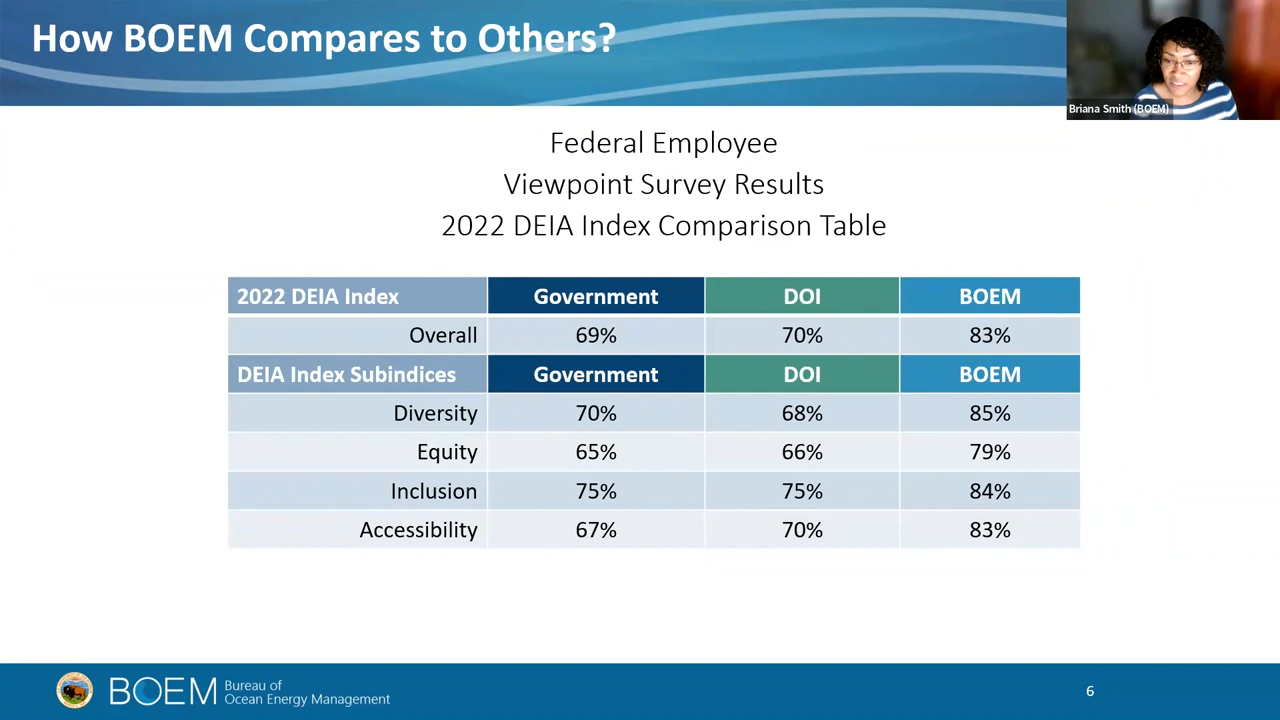 How BOEM Compares to Others?
Briana Smith (BOEM)
Federal Employee
Viewpoint Survey Results
2022 DEIA Index Comparison Table
2022 DEIA Index Government DOI BOEM
Overall 69% 70% 83%
DEIA Index Subindices Government DOI BOEM
Diversity 70% 68% 85%
Equity 65% 66% 79%
Inclusion 75% 75% 84%
Accessibility 67% 70% 83%
BOEM Bureau of
Ocean Energy Management
6